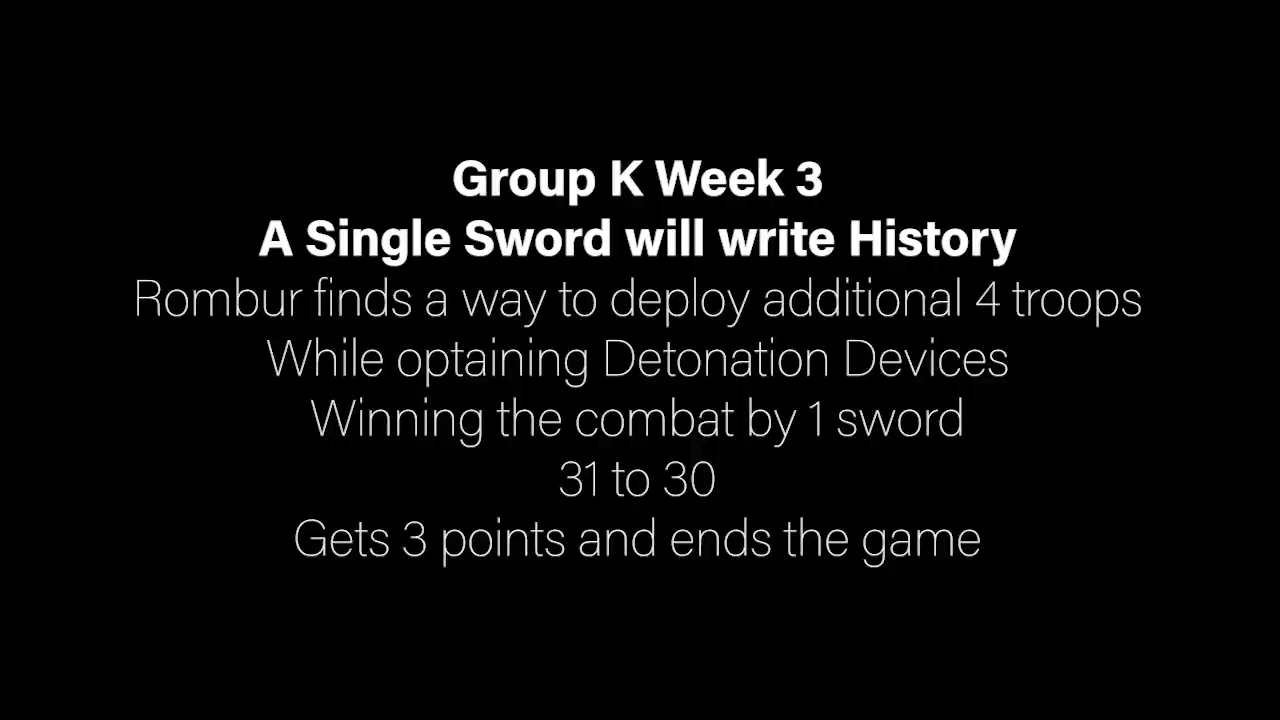 Group K Week 3
A Single Sword will write History
Rombur finds a way to deploy additional 4 troops
While optaining Detonation Devices
Winning the combat by 1 sword
31 to 30
Gets 3 points and ends the game